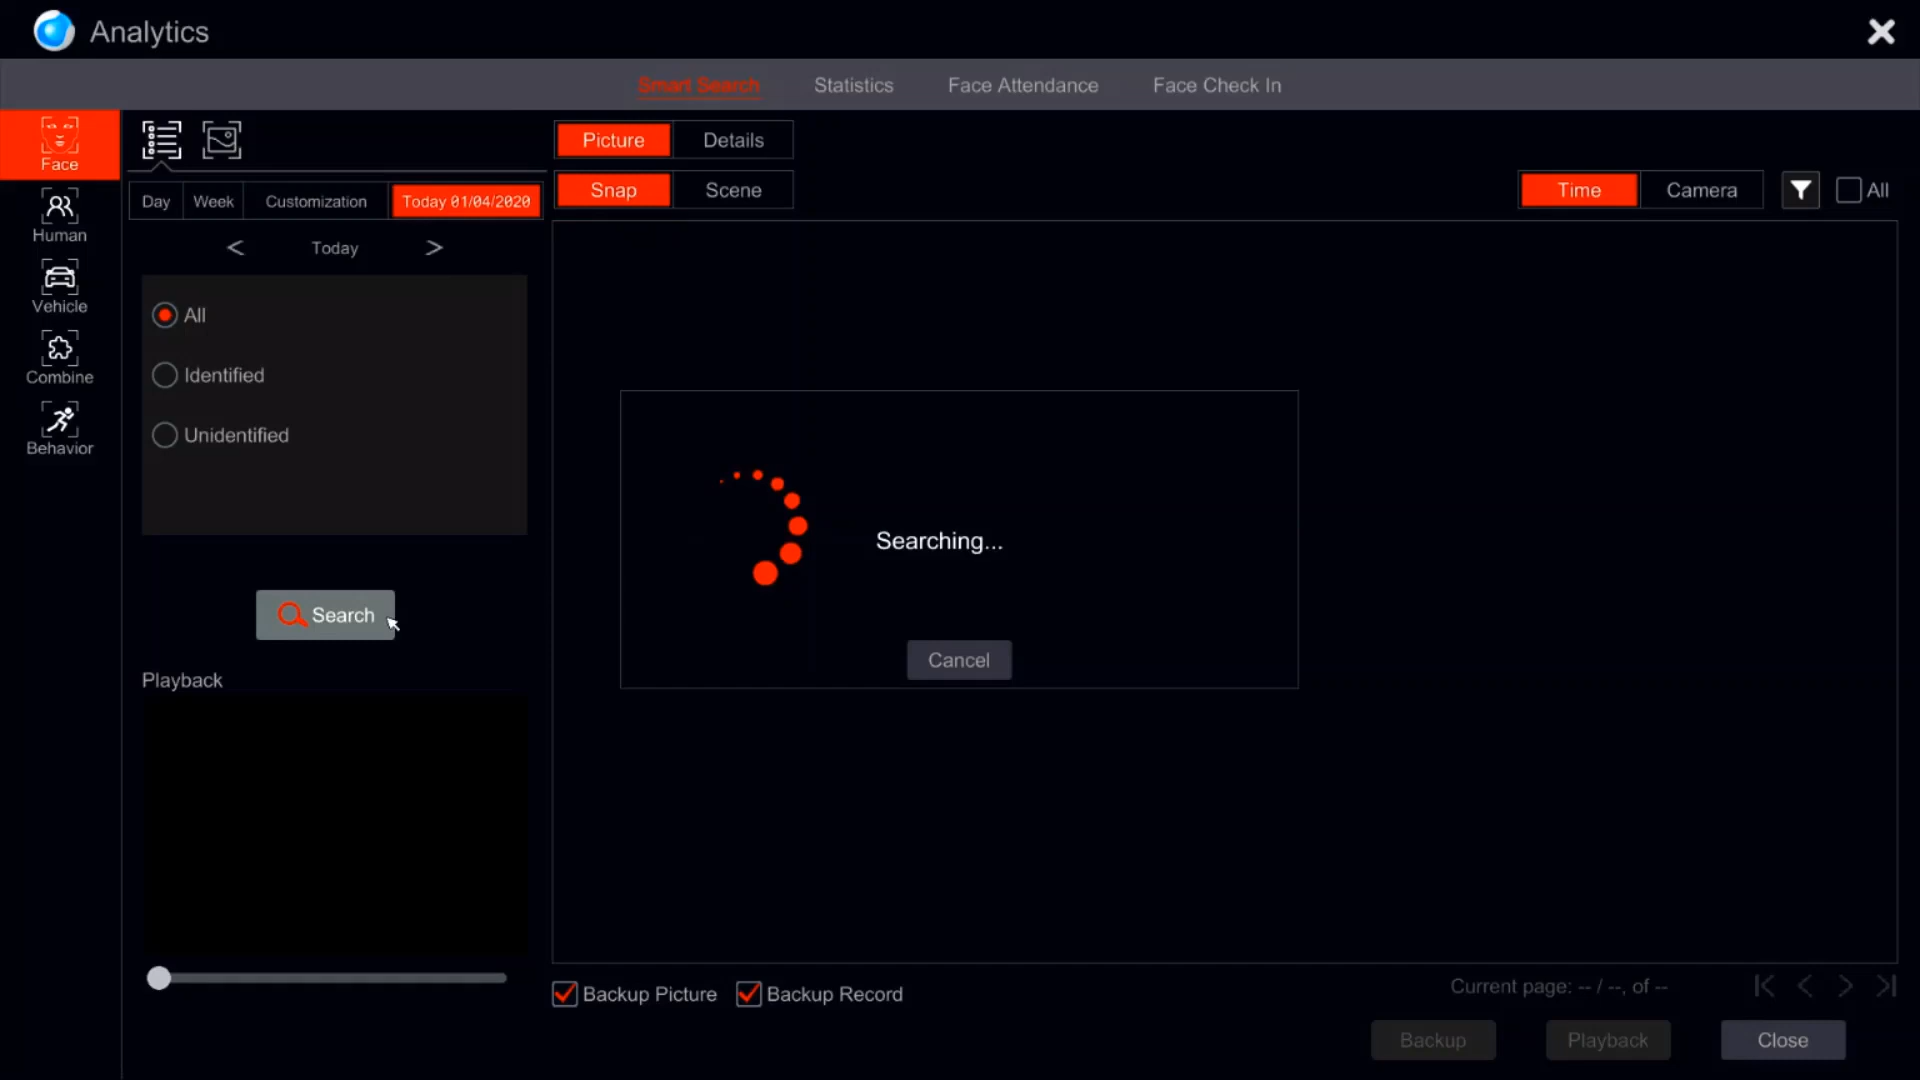 Analytics
Smart Search Statistics Face Attendance Face Check In
Face
Human
Vehicle
Combine
Behavior
Day Week Customization Today 01/04/2020
< Today >
All
Identified
Unidentified
Search
Playback
Picture Details
Snap Scene
Time Camera All
Searching...
Cancel
Backup Picture Backup Record
Current page: -- / --, of --
Backup Playback Close